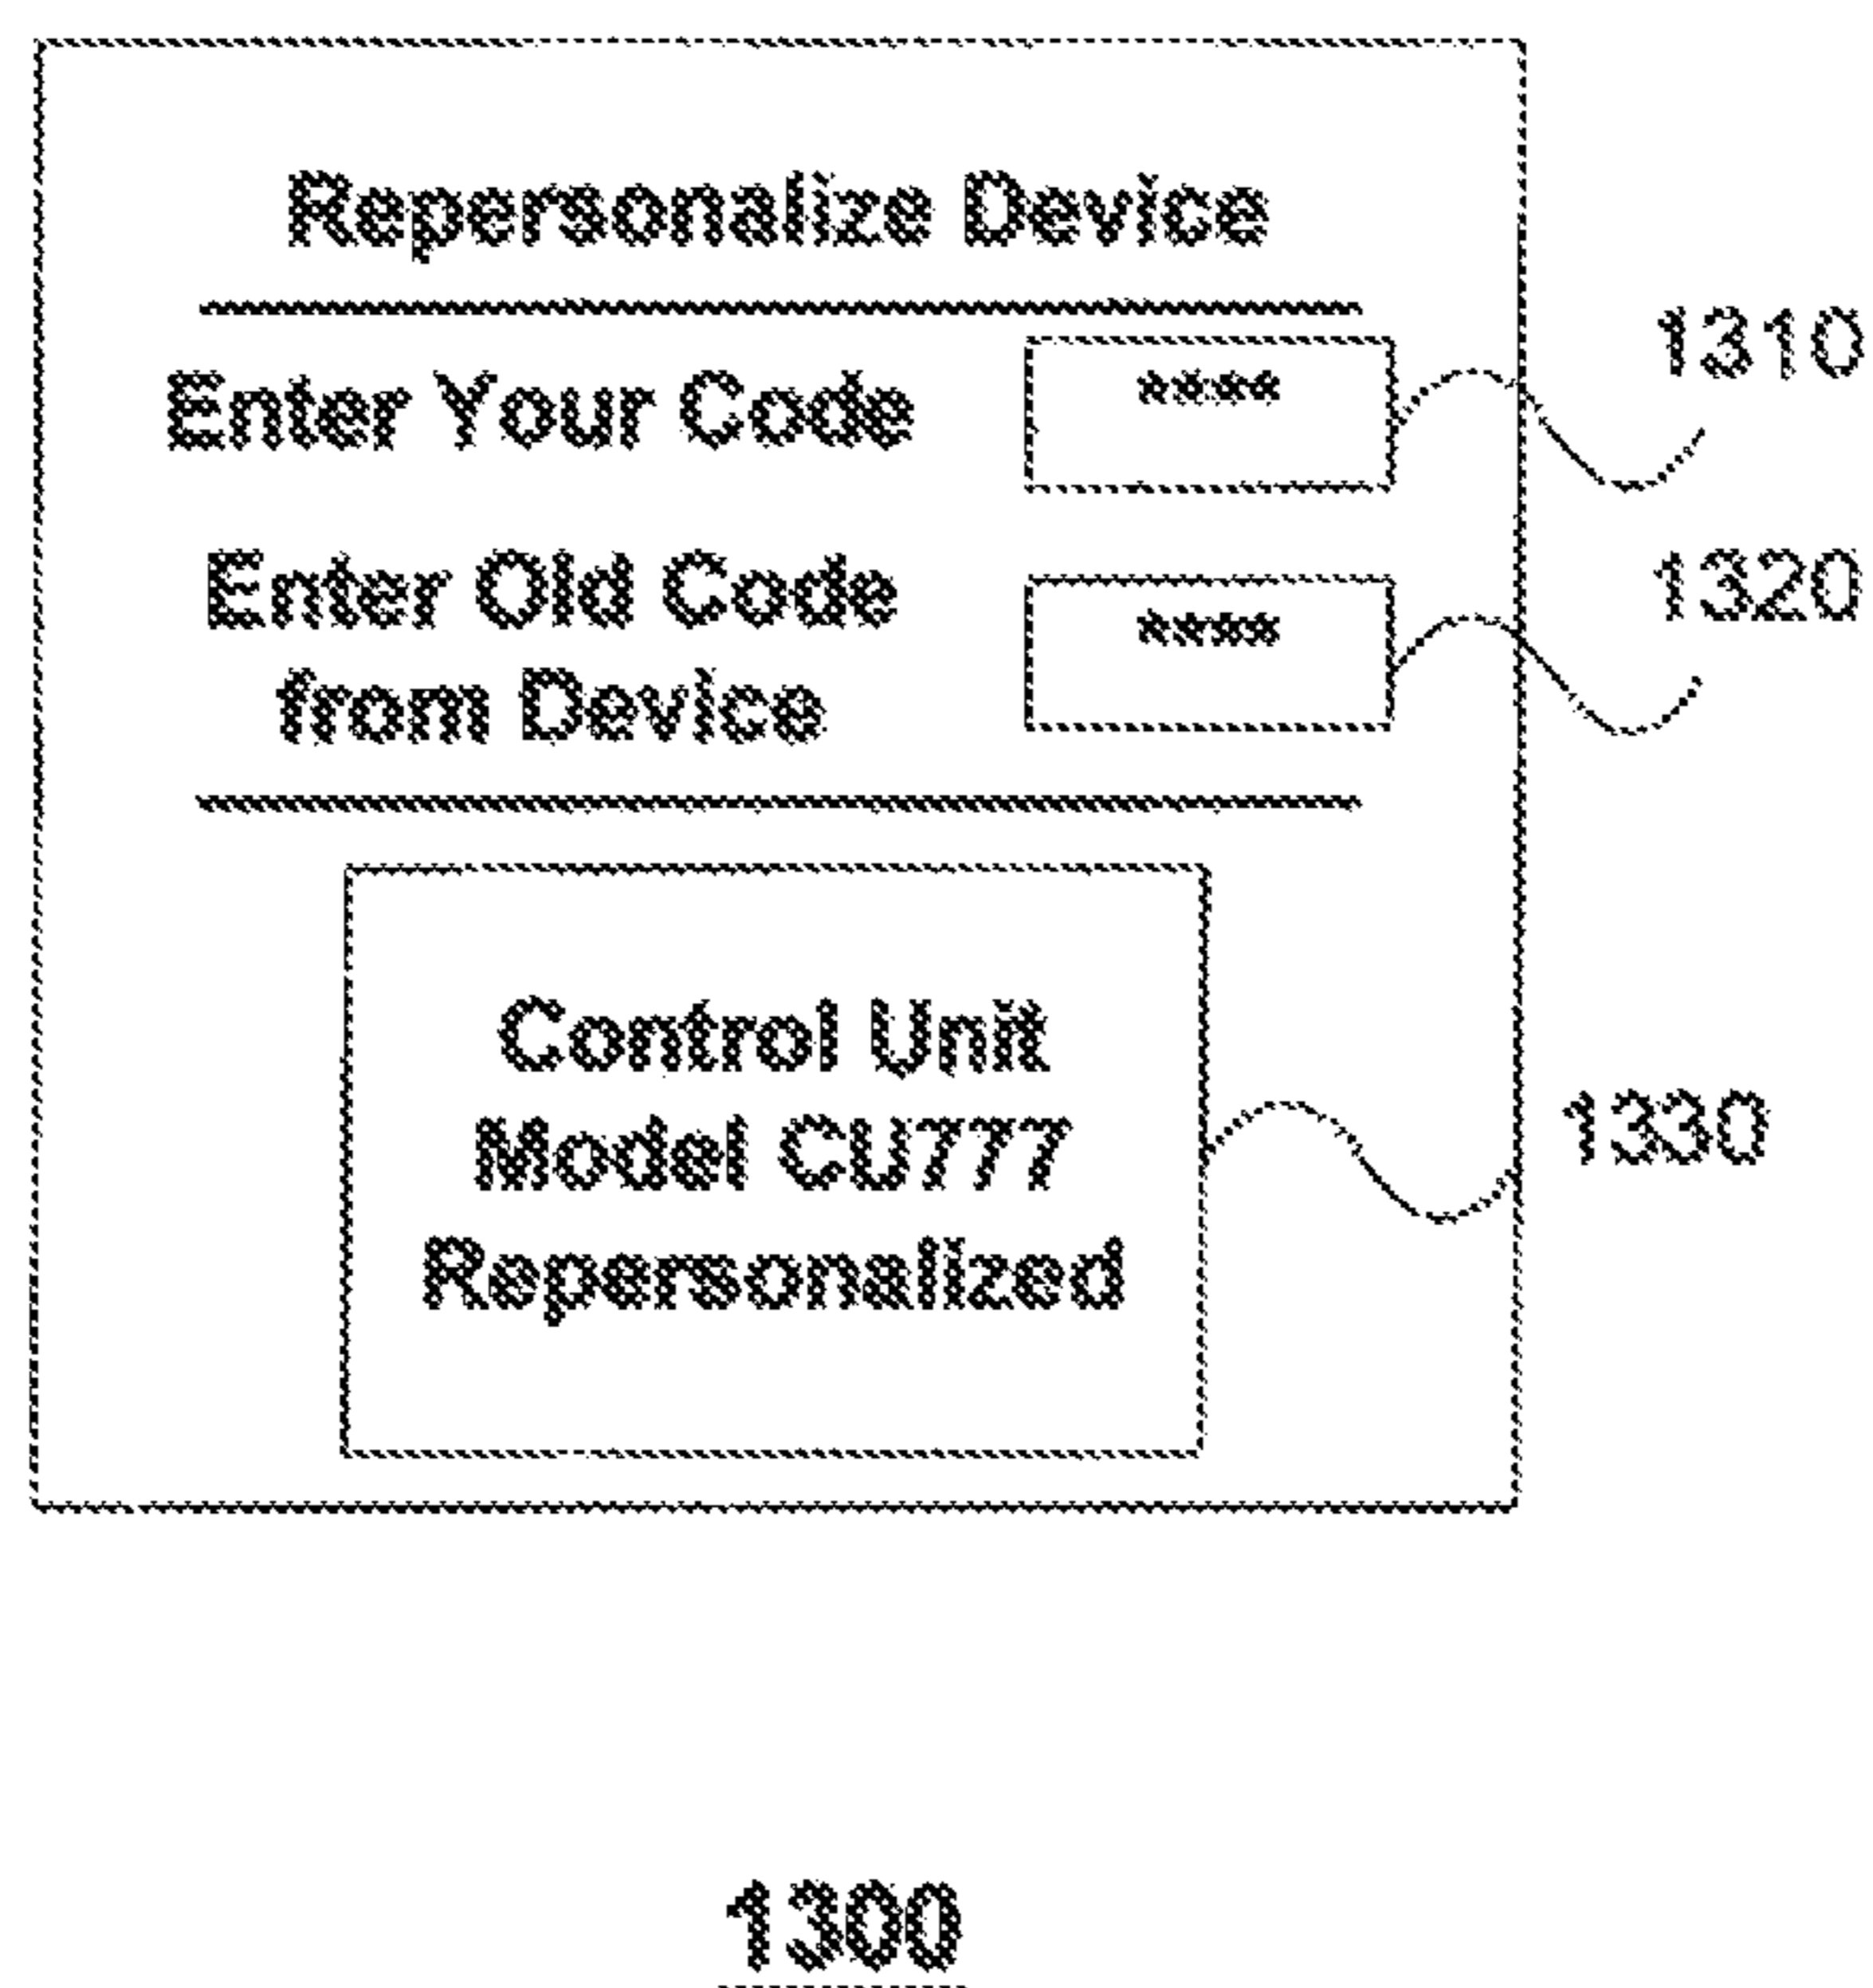 Repersonalize Device
1310
Enter Your Code ****
1320
Enter Old Code ****
from Device
Control Unit
Model CU777
1330
Repersonalized
1300